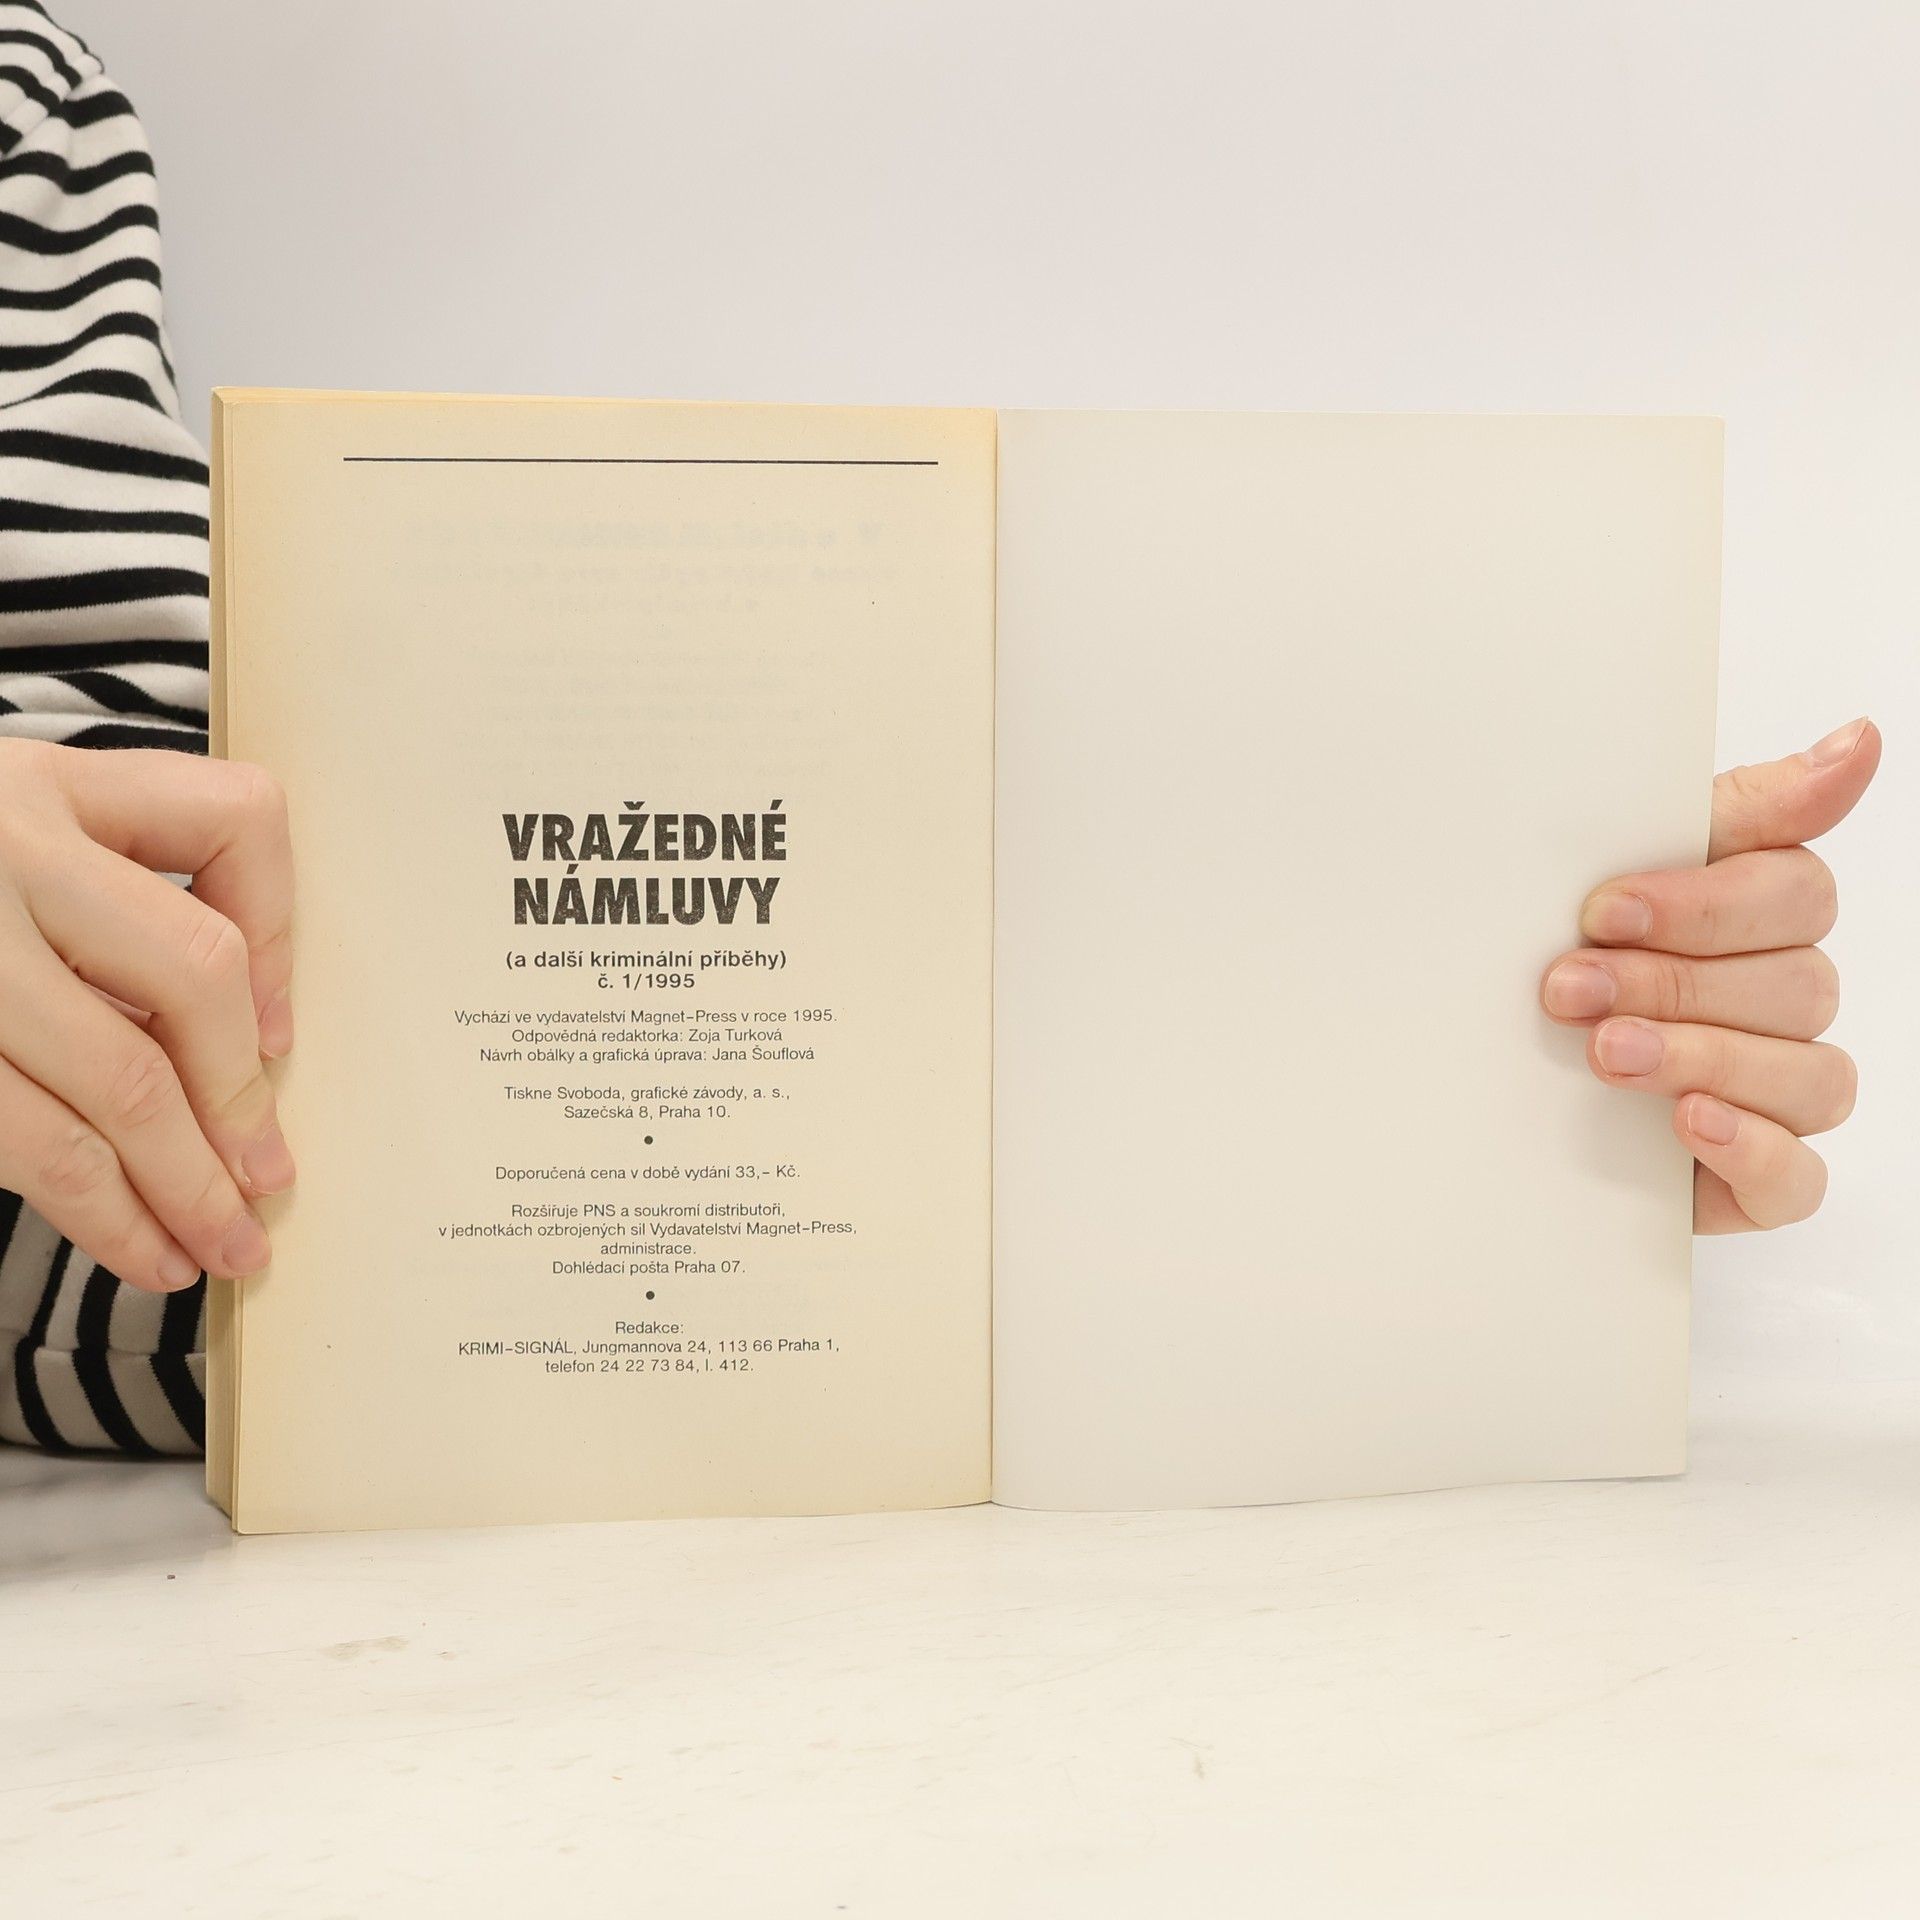 VRAŽEDNÉ
NÁMLUVY
(a další kriminální příběhy)
č. 1/1995
Vychází ve vydavatelství Magnet–Press v roce 1995.
Odpovědná redaktorka: Zoja Turková
Návrh obálky a grafická úprava: Jana Šouflová
Tiskne Svoboda, grafické závody, a. s.,
Sazečská 8, Praha 10.
●
Doporučená cena v době vydání 33,– Kč.
Rozšiřuje PNS a soukromí distributoři,
v jednotkách ozbrojených sil Vydavatelství Magnet–Press,
administrace.
Dohlédací pošta Praha 07.
●
Redakce:
KRIMI–SIGNÁL, Jungmannova 24, 113 66 Praha 1,
telefon 24 22 73 84, l. 412.